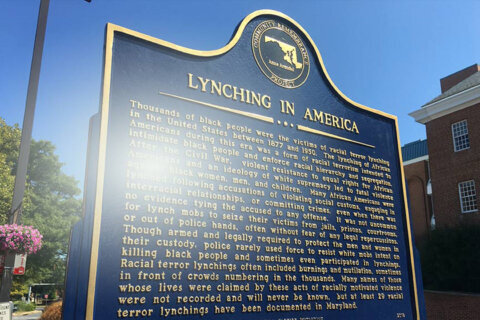 COMMUNITY REMEMBRANCE
PROJECT
LYNCHING IN AMERICA
Thousands of black people were the victims of racial terror lynching
in the United States between 1877 and 1950. The lynching of African
Americans during this era was a form of racial terrorism intended to
intimidate black people and enforce racial hierarchy and segregation.
After the Civil War, violent resistance to equal rights for African
Americans and an ideology of white supremacy led to fatal violence
against black women, men, and children. Many African Americans were
lynched following accusations of violating social customs, engaging in
interracial relationships, or committing crimes, even when there was
no evidence tying the accused to any offense. It was not uncommon
for lynch mobs to seize their victims from jails, prisons, courtrooms,
or out of police hands, often without fear of any legal repercussions.
Though armed and legally required to protect the men and women in
their custody, police rarely used force to resist white mobs intent on
killing black people and sometimes even participated in lynchings.
Racial terror lynchings often included burnings and mutilation, sometimes
in front of crowds numbering in the thousands. Many names of those
whose lives were claimed by these acts of racially motivated violence
were not recorded and will never be known, but at least 29 racial
terror lynchings have been documented in Maryland.